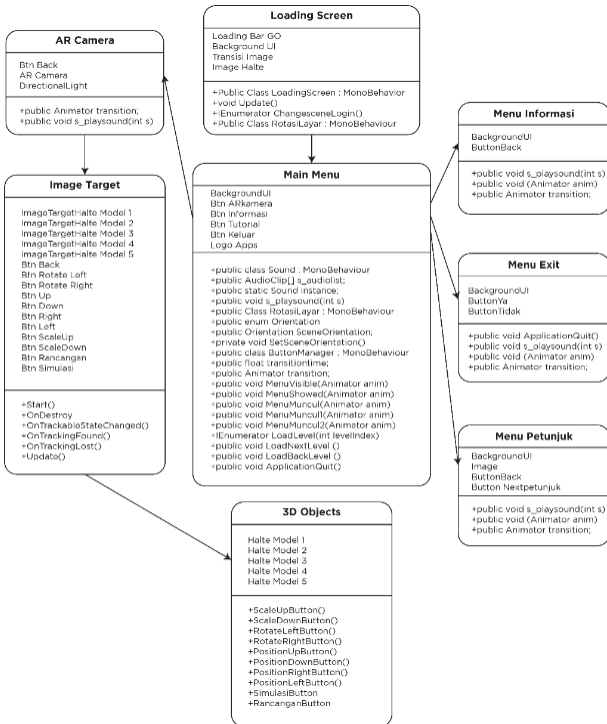 Loading Screen
Loading Bar GO
Background UI
Transisi Image
Image Halte
+Public Class LoadingScreen : MonoBehavior
+void Update()
+IEnumerator ChangesceneLogin()
+Public Class RotasiLayar : MonoBehaviour
AR Camera
Btn Back
AR Camera
DirectionalLight
+public Animator transition;
+public void s_playsound(int s)
Image Target
ImageTargetHalte Model 1
ImageTargetHalte Model 2
ImageTargetHalte Model 3
ImageTargetHalte Model 4
ImageTargetHalte Model 5
Btn Back
Btn Rotate Left
Btn Rotate Right
Btn Up
Btn Down
Btn Right
Btn Left
Btn ScaleUp
Btn ScaleDown
Btn Rancangan
Btn Simulasi
+Start()
+OnDestroy
+OnTrackableStateChanged()
+OnTrackingFound()
+OnTrackingLost()
+Update()
Main Menu
BackgroundUI
Btn ARkamera
Btn Informasi
Btn Tutorial
Btn Keluar
Logo Apps
+public class Sound : MonoBehaviour
+public AudioClip[] s_audiolist;
+public static Sound instance;
+public void s_playsound(int s)
+public Class RotasiLayar : MonoBehaviour
+public enum Orientation
+public Orientation SceneOrientation;
+private void SetSceneOrientation()
+public class ButtonManager : MonoBehaviour
+public float transitiontime;
+public Animator transition;
+public void MenuVisible(Animator anim)
+public void MenuShowed(Animator anim)
+public void MenuMuncul(Animator anim)
+public void MenuMuncul1(Animator anim)
+public void MenuMuncul2(Animator anim)
+IEnumerator LoadLevel(int levelIndex)
+public void LoadNextLevel ()
+public void LoadBackLevel ()
+public void ApplicationQuit()
Menu Informasi
BackgroundUI
ButtonBack
+public void s_playsound(int s)
+public void (Animator anim)
+public Animator transition;
Menu Exit
BackgroundUI
ButtonYa
ButtonTidak
+public void ApplicationQuit()
+public void s_playsound(int s)
+public void (Animator anim)
+public Animator transition;
Menu Petunjuk
BackgroundUI
Image
ButtonBack
Button Nextpetunjuk
+public void s_playsound(int s)
+public void (Animator anim)
+public Animator transition;
3D Objects
Halte Model 1
Halte Model 2
Halte Model 3
Halte Model 4
Halte Model 5
+ScaleUpButton()
+ScaleDownButton()
+RotateLeftButton()
+RotateRightButton()
+PositionUpButton()
+PositionDownButton()
+PositionRightButton()
+PositionLeftButton()
+SimulasiButton
+RancanganButton